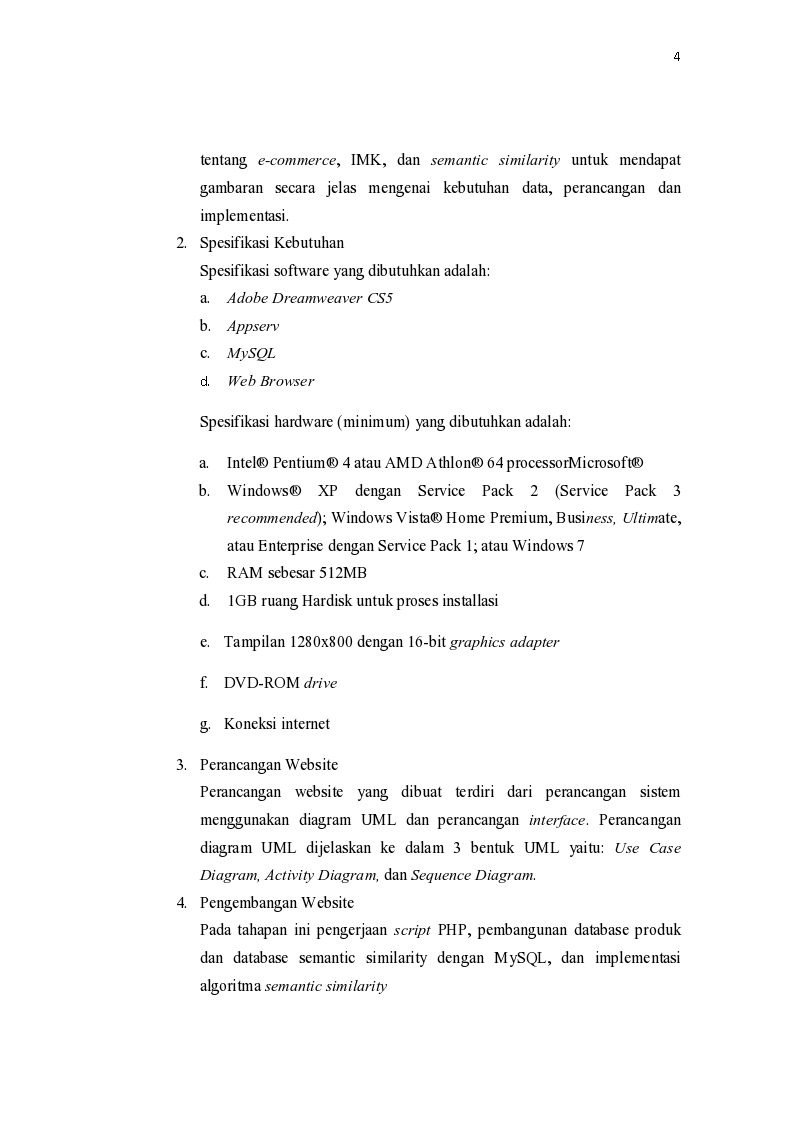 4
tentang e-commerce, IMK, dan semantic similarity untuk mendapat
gambaran secara jelas mengenai kebutuhan data, perancangan dan
implementasi.
2. Spesifikasi Kebutuhan
Spesifikasi software yang dibutuhkan adalah:
a. Adobe Dreamweaver CS5
b. Appserv
c. MySQL
d. Web Browser
Spesifikasi hardware (minimum) yang dibutuhkan adalah:
a. Intel® Pentium® 4 atau AMD Athlon® 64 processorMicrosoft®
b. Windows® XP dengan Service Pack 2 (Service Pack 3
recommended); Windows Vista® Home Premium, Business, Ultimate,
atau Enterprise dengan Service Pack 1; atau Windows 7
c. RAM sebesar 512MB
d. 1GB ruang Hardisk untuk proses installasi
e. Tampilan 1280x800 dengan 16-bit graphics adapter
f. DVD-ROM drive
g. Koneksi internet
3. Perancangan Website
Perancangan website yang dibuat terdiri dari perancangan sistem
menggunakan diagram UML dan perancangan interface. Perancangan
diagram UML dijelaskan ke dalam 3 bentuk UML yaitu: Use Case
Diagram, Activity Diagram, dan Sequence Diagram.
4. Pengembangan Website
Pada tahapan ini pengerjaan script PHP, pembangunan database produk
dan database semantic similarity dengan MySQL, dan implementasi
algoritma semantic similarity